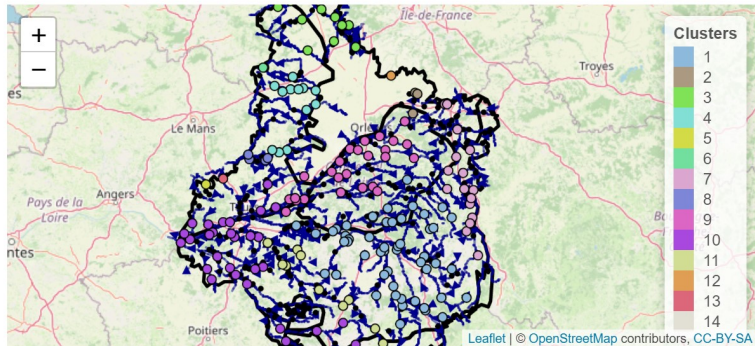 +
−
Île-de-France
Troyes
es
Le Mans
Orl
Angers
Pays de la
Loire
ntes
Poitiers
Clusters
1
2
3
4
5
6
7
8
9
10
11
12
13
14
Leaflet | © OpenStreetMap contributors, CC-BY-SA